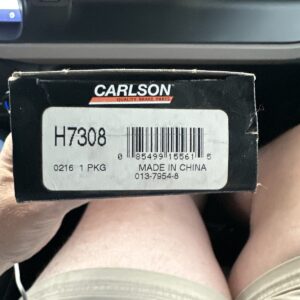 CARLSON
QUALITY BRAKE PARTS
H7308
0 85499 15561 5
0216 1 PKG
MADE IN CHINA
013-7954-8